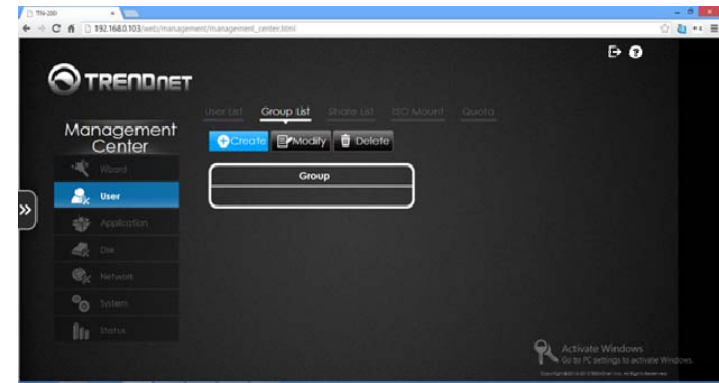 TN-200
192.168.0.103/web/management/management_center.html
TRENDNET
User List Group List Share List ISO Mount Quota
Management
Center
Create Modify Delete
Group
Wizard
User
Application
Disk
Network
System
Status
Activate Windows
Go to PC settings to activate Windows.